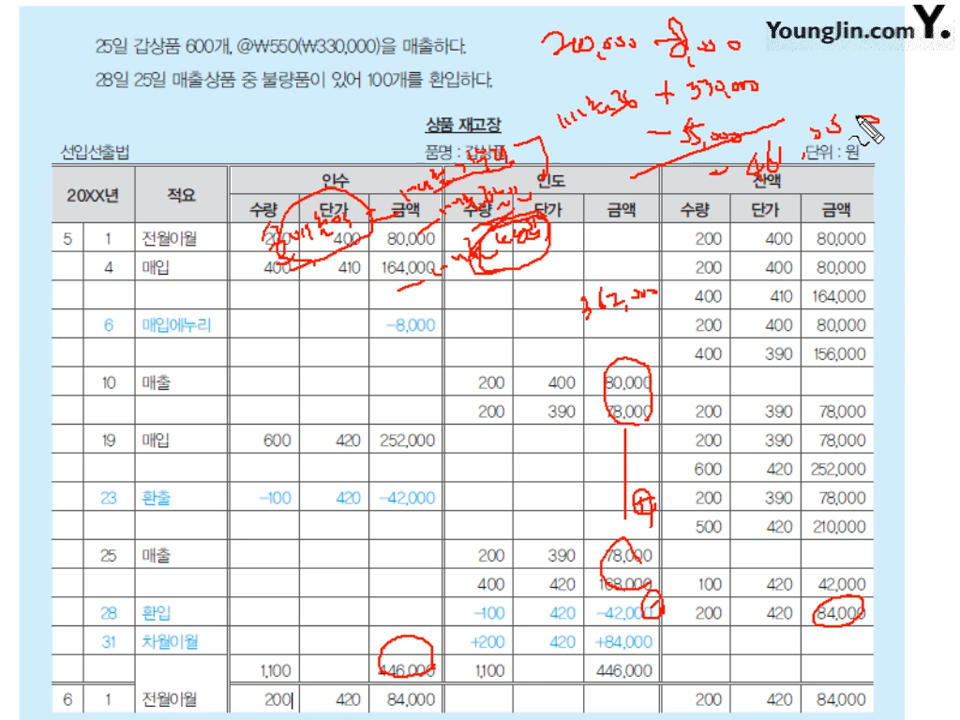 YoungJin.com Y.
25일 갑상품 600개, @₩550(₩330,000)을 매출하다.
28일 25일 매출상품 중 불량품이 있어 100개를 환입하다.
+ 330,000
상품 재고장
선입선출법 품명 : 갑상품 단위 : 원
20XX년 적요 인수 인도 잔액
수량 단가 금액 수량 단가 금액 수량 단가 금액
5 1 전월이월 200 400 80,000 200 400 80,000
4 매입 400 410 164,000 200 400 80,000
400 410 164,000
362,000
6 매입에누리 -8,000 200 400 80,000
400 390 156,000
10 매출 200 400 80,000
200 390 78,000 200 390 78,000
19 매입 600 420 252,000 200 390 78,000
600 420 252,000
23 환출 -100 420 -42,000 200 390 78,000
500 420 210,000
25 매출 200 390 78,000
400 420 168,000 100 420 42,000
28 환입 -100 420 -42,000 200 420 84,000
31 차월이월 +200 420 +84,000
1,100 446,000 1,100 446,000
6 1 전월이월 200 420 84,000 200 420 84,000